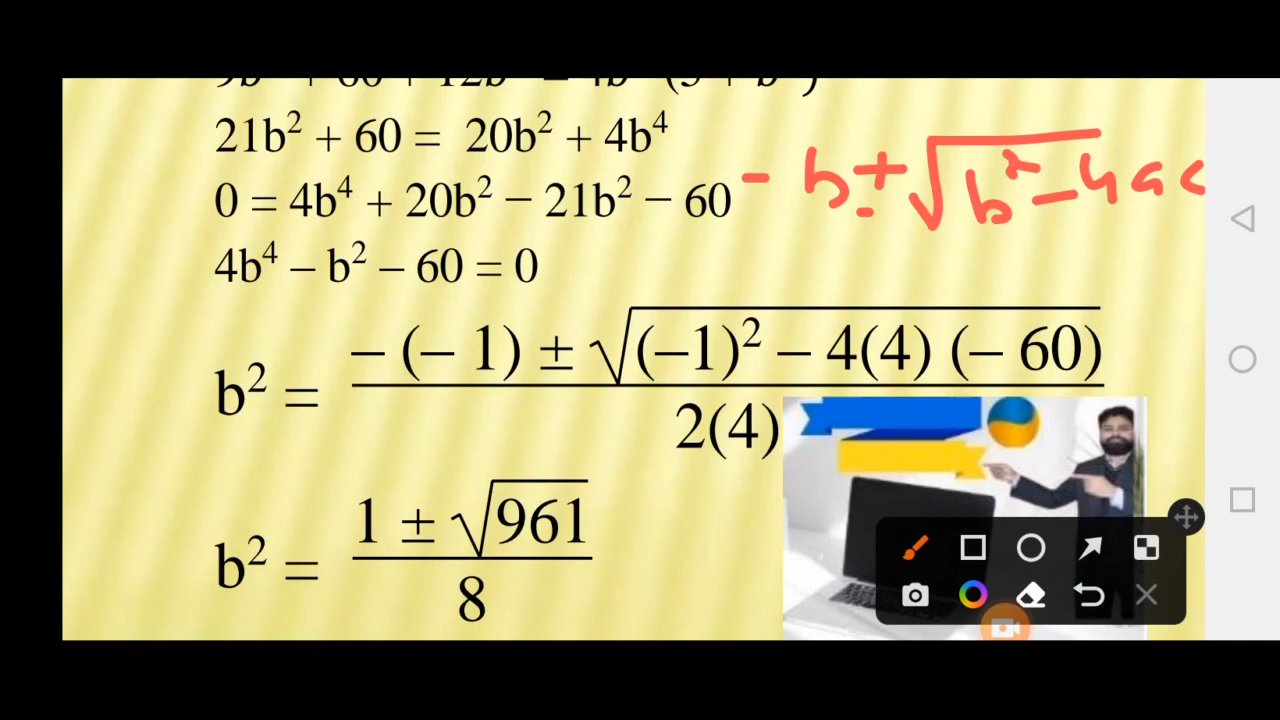 21b² + 60 = 20b² + 4b⁴
0 = 4b⁴ + 20b² − 21b² − 60
- b ± √b² - 4ac
4b⁴ – b² – 60 = 0
b² = – (– 1) ± √(–1)² – 4(4) (– 60) / 2(4)
b² = 1 ± √961 / 8